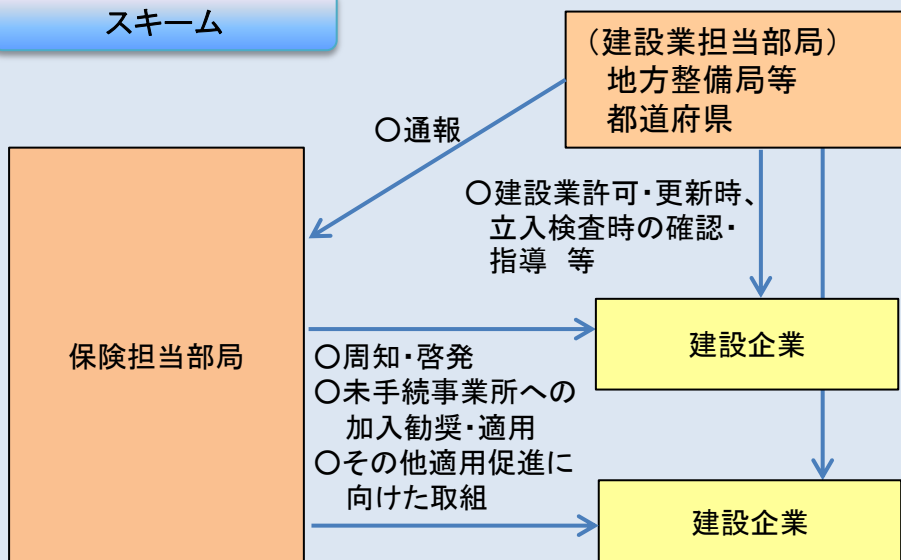 スキーム
(建設業担当部局)
地方整備局等
都道府県
○通報
○建設業許可・更新時、
立入検査時の確認・
指導 等
保険担当部局
建設企業
○周知・啓発
○未手続事業所への
加入勧奨・適用
○その他適用促進に
向けた取組
建設企業